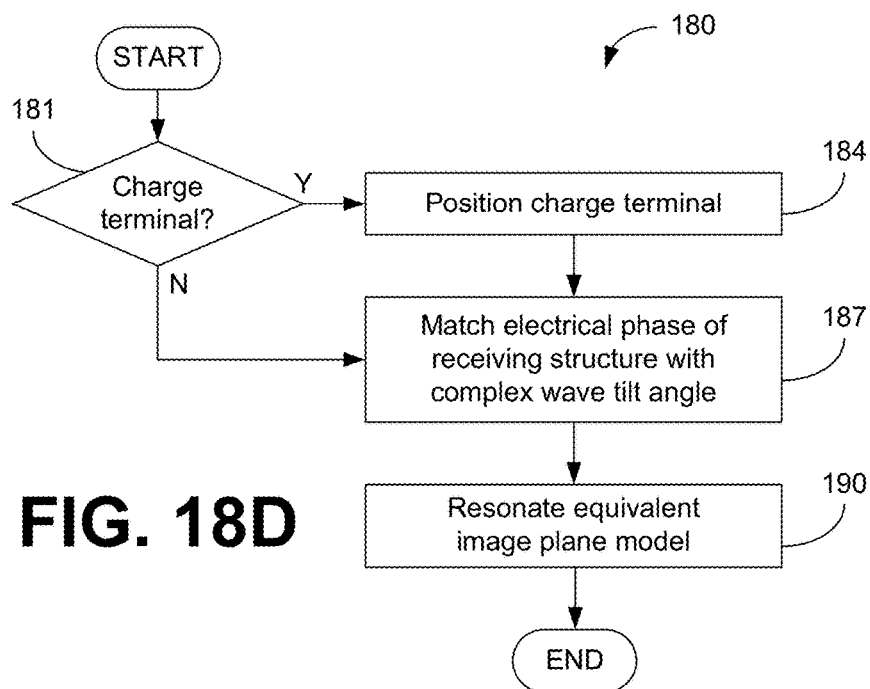 START
180
181
Charge
terminal?
Y
N
Position charge terminal
184
Match electrical phase of
receiving structure with
complex wave tilt angle
187
Resonate equivalent
image plane model
190
END
FIG. 18D